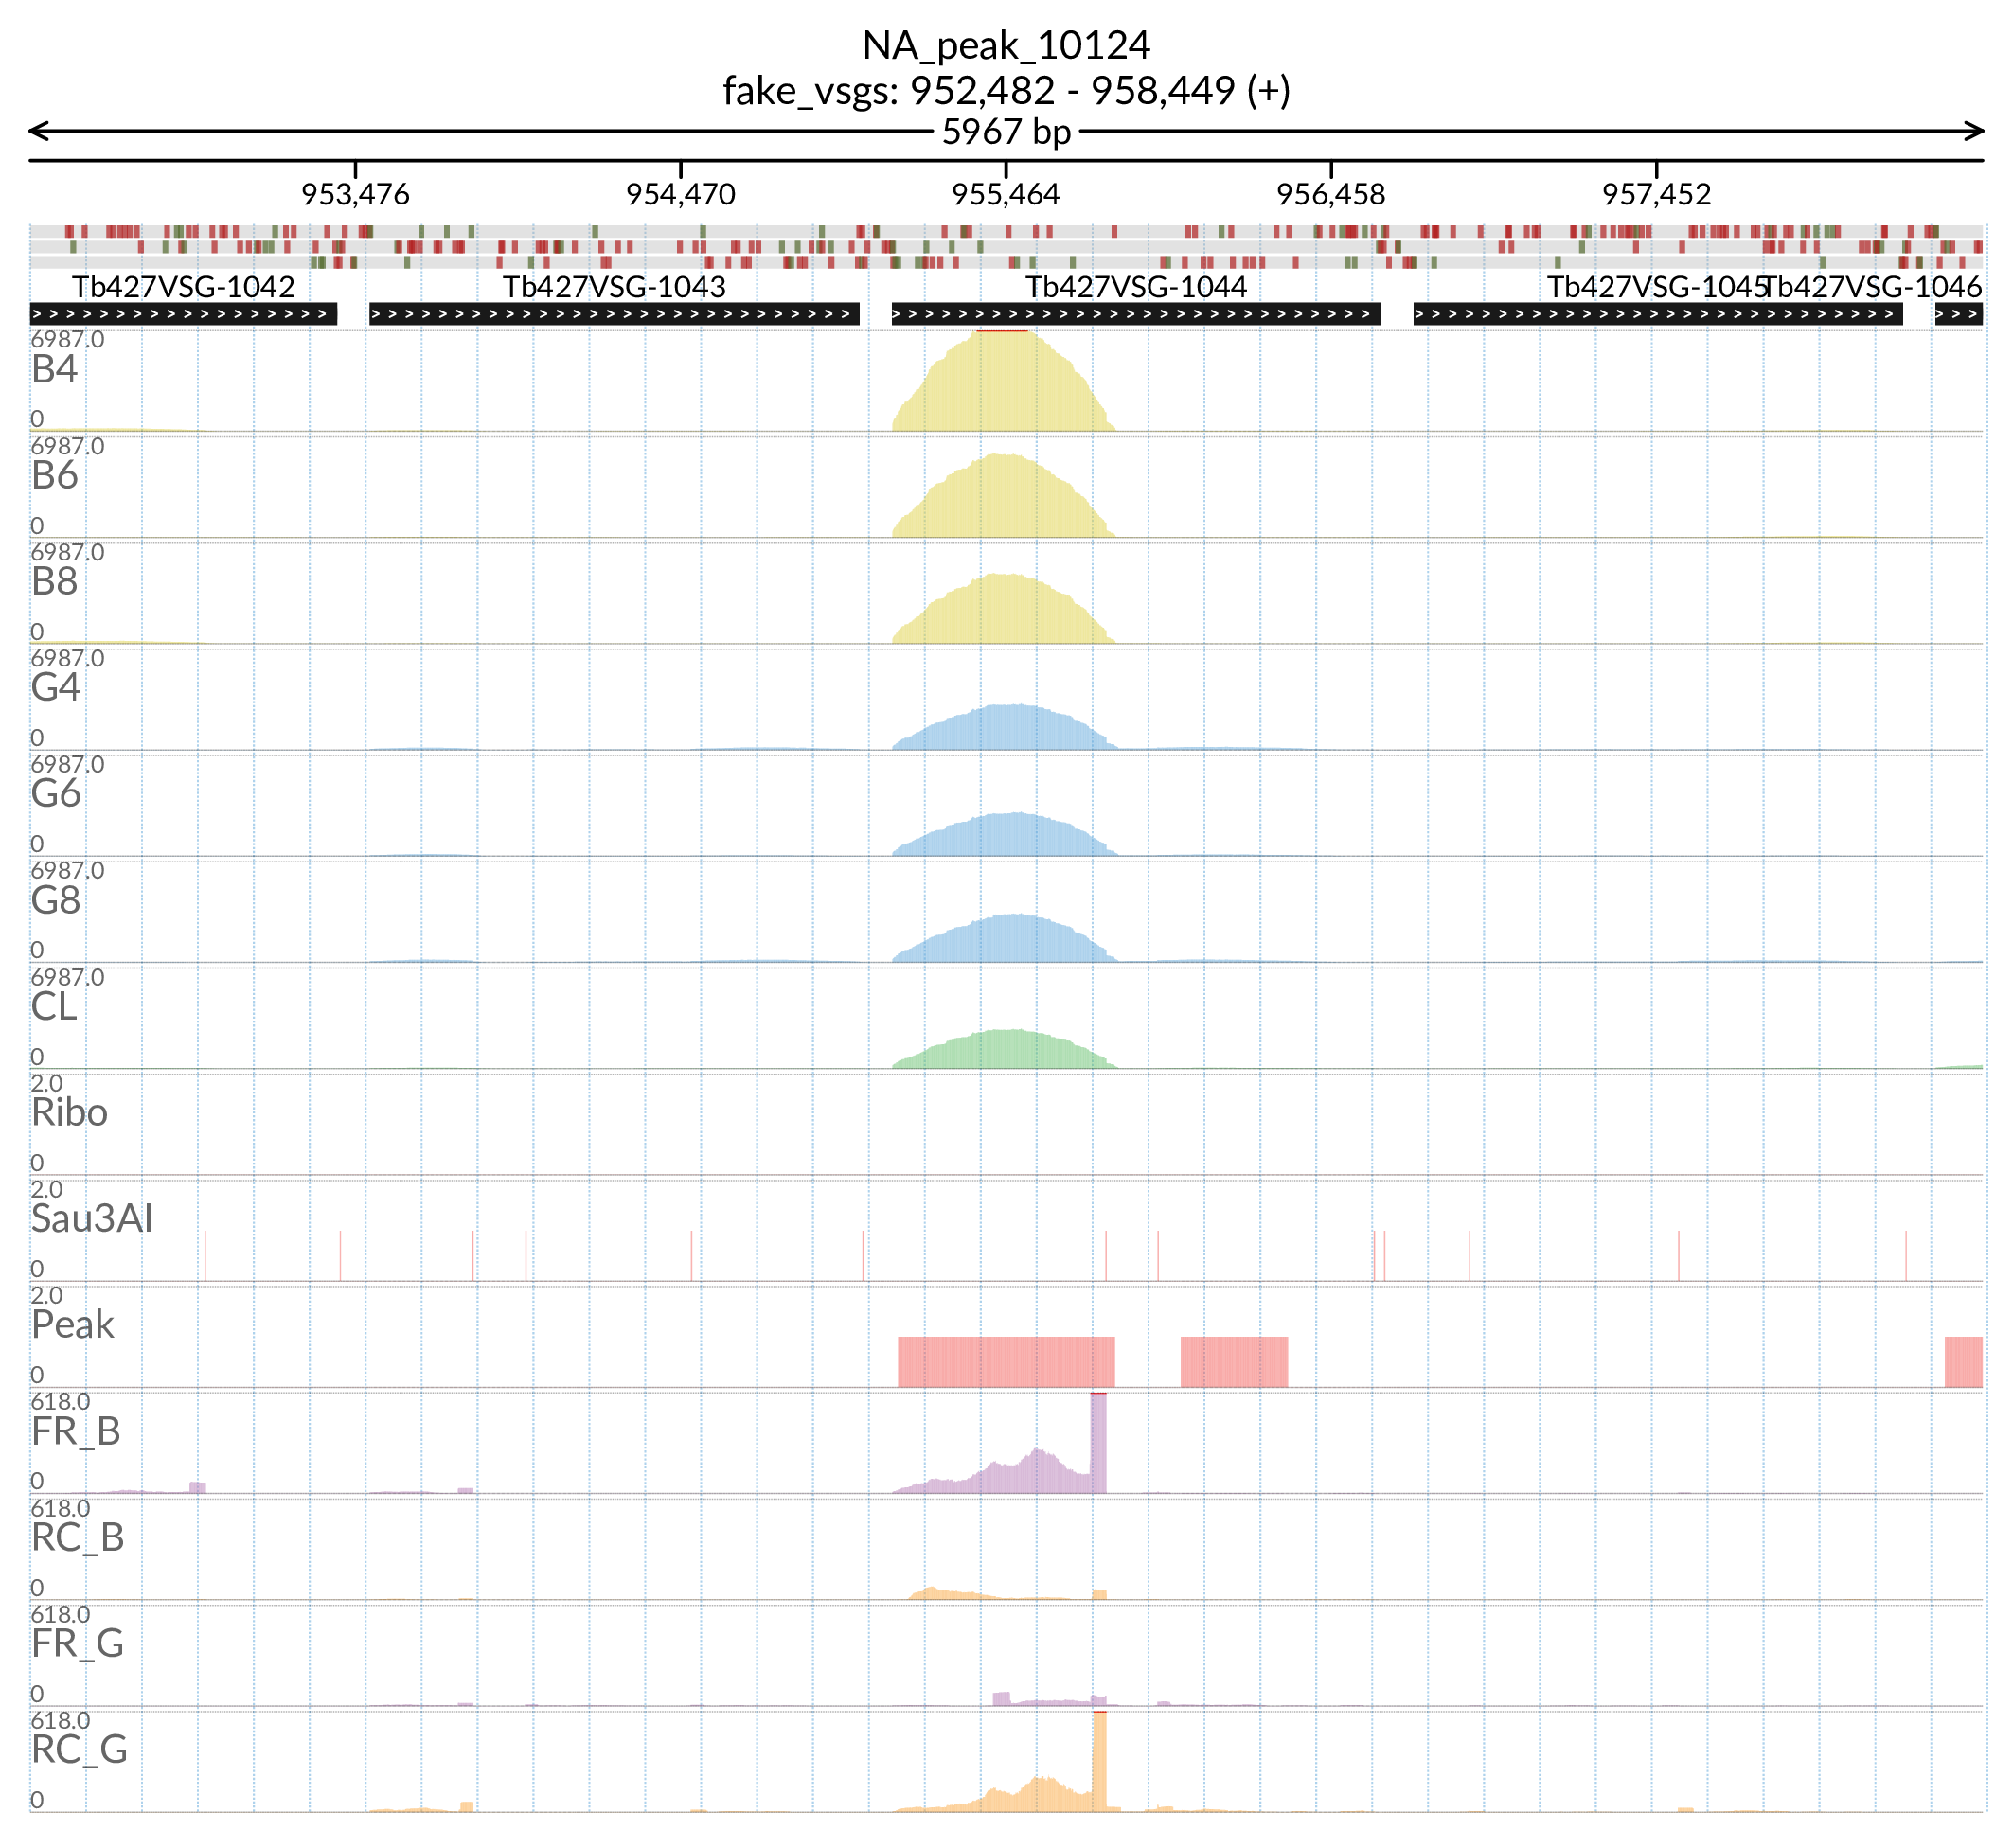 NA_peak_10124
fake_vsgs: 952,482 - 958,449 (+)
5967 bp
953,476 954,470 955,464 956,458 957,452
Tb427VSG-1042 Tb427VSG-1043 Tb427VSG-1044 Tb427VSG-1045 Tb427VSG-1046
6987.0
B4
0
6987.0
B6
0
6987.0
B8
0
6987.0
G4
0
6987.0
G6
0
6987.0
G8
0
6987.0
CL
0
2.0
Ribo
0
2.0
Sau3AI
0
2.0
Peak
0
618.0
FR_B
0
618.0
RC_B
0
618.0
FR_G
0
618.0
RC_G
0